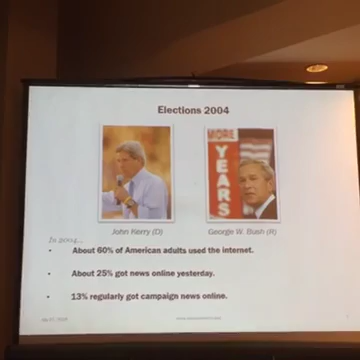 Elections 2004
MORE
YEARS
John Kerry (D)
George W. Bush (R)
In 2004...
• About 60% of American adults used the internet.
• About 25% got news online yesterday.
• 13% regularly got campaign news online.